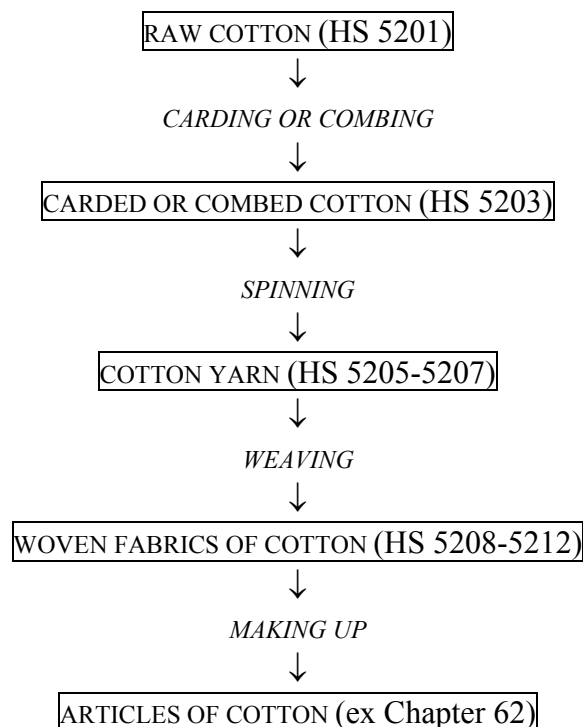 RAW COTTON (HS 5201)
↓
CARDING OR COMBING
↓
CARDED OR COMBED COTTON (HS 5203)
↓
SPINNING
↓
COTTON YARN (HS 5205-5207)
↓
WEAVING
↓
WOVEN FABRICS OF COTTON (HS 5208-5212)
↓
MAKING UP
↓
ARTICLES OF COTTON (ex Chapter 62)